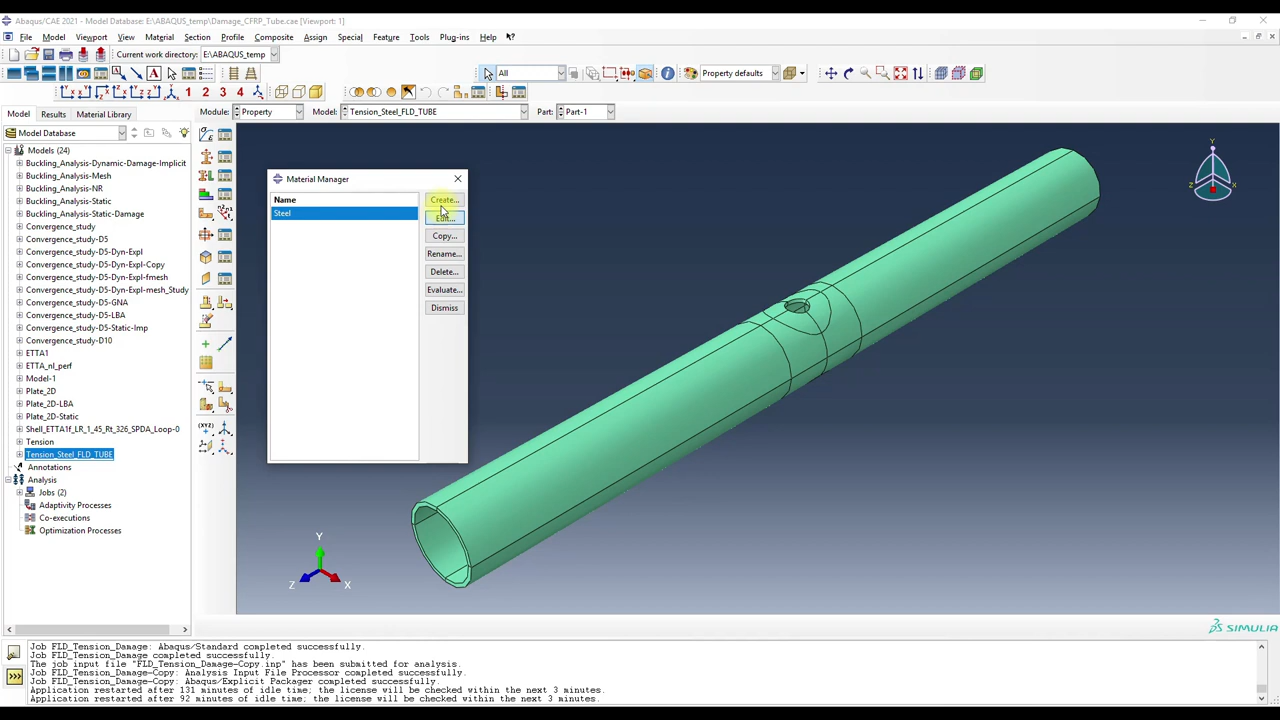 Abaqus/CAE 2021 - Model Database: E:\ABAQUS_temp\Damage_CFRP_Tube.cae [Viewport: 1]
File Model Viewport View Material Section Profile Composite Assign Special Feature Tools Plug-ins Help
Current work directory: E:\ABAQUS_temp
All
Property defaults
1 2 3 4
Model Results Material Library
Module: Property Model: Tension_Steel_FLD_TUBE Part: Part-1
Model Database
Models (24)
Buckling_Analysis-Dynamic-Damage-Implicit
Buckling_Analysis-Mesh
Buckling_Analysis-NR
Buckling_Analysis-Static
Buckling_Analysis-Static-Damage
Convergence_study
Convergence_study-D5
Convergence_study-D5-Dyn-Expl
Convergence_study-D5-Dyn-Expl-Copy
Convergence_study-D5-Dyn-Expl-fmesh
Convergence_study-D5-Dyn-Expl-mesh_Study
Convergence_study-D5-GNA
Convergence_study-D5-LBA
Convergence_study-D5-Static-Imp
Convergence_study-D10
ETTA1
ETTA_nl_perf
Model-1
Plate_2D
Plate_2D-LBA
Plate_2D-Static
Shell_ETTA1f_LR_1_45_Rt_326_SPDA_Loop-0
Tension
Tension_Steel_FLD_TUBE
Annotations
Analysis
Jobs (2)
Adaptivity Processes
Co-executions
Optimization Processes
Material Manager
Name
Steel
Create...
Edit...
Copy...
Rename...
Delete...
Evaluate...
Dismiss
Y
Z X
Y
Z X
SIMULIA
Job FLD_Tension_Damage: Abaqus/Standard completed successfully.
Job FLD_Tension_Damage completed successfully.
The job input file "FLD_Tension_Damage-Copy.inp" has been submitted for analysis.
Job FLD_Tension_Damage-Copy: Analysis Input File Processor completed successfully.
Job FLD_Tension_Damage-Copy: Abaqus/Explicit Packager completed successfully.
Application restarted after 131 minutes of idle time; the license will be checked within the next 3 minutes.
Application restarted after 92 minutes of idle time; the license will be checked within the next 3 minutes.